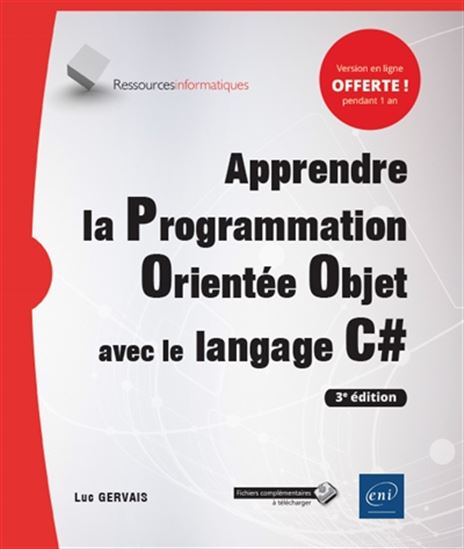 Ressourcesinformatiques
Version en ligne
OFFERTE !
pendant 1 an
Apprendre
la Programmation
Orientée Objet
avec le langage C#
3e édition
Luc GERVAIS
Fichiers complémentaires
à télécharger
eni